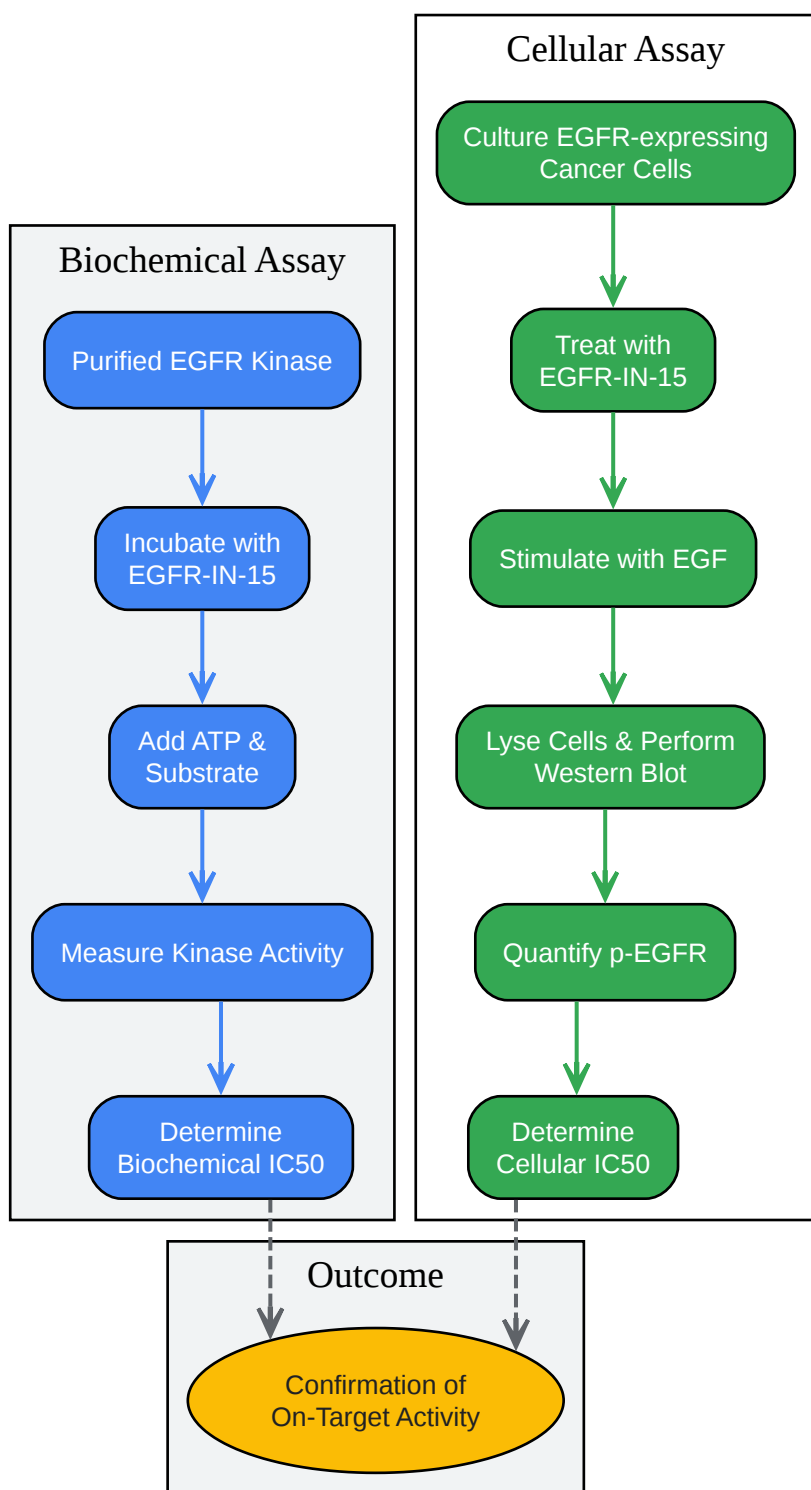 Cellular Assay
Culture EGFR-expressing
Cancer Cells
Treat with
EGFR-IN-15
Stimulate with EGF
Lyse Cells & Perform
Western Blot
Quantify p-EGFR
Determine
Cellular IC50
Biochemical Assay
Purified EGFR Kinase
Incubate with
EGFR-IN-15
Add ATP &
Substrate
Measure Kinase Activity
Determine
Biochemical IC50
Outcome
Confirmation of
On-Target Activity